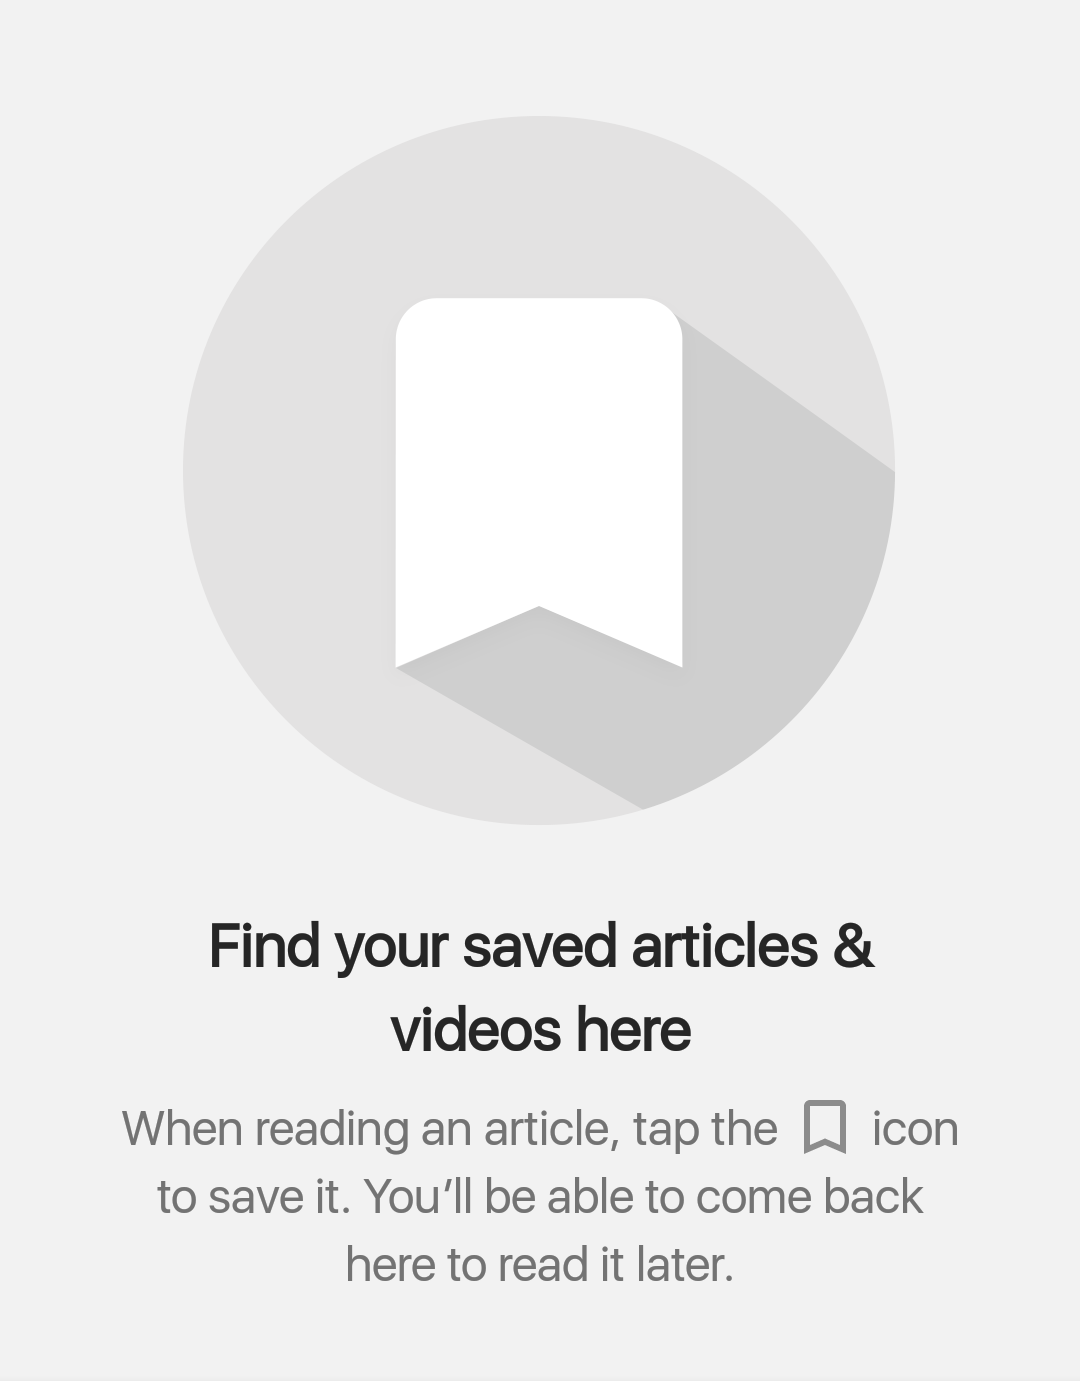 Find your saved articles &
videos here
When reading an article, tap the icon
to save it. You’ll be able to come back
here to read it later.